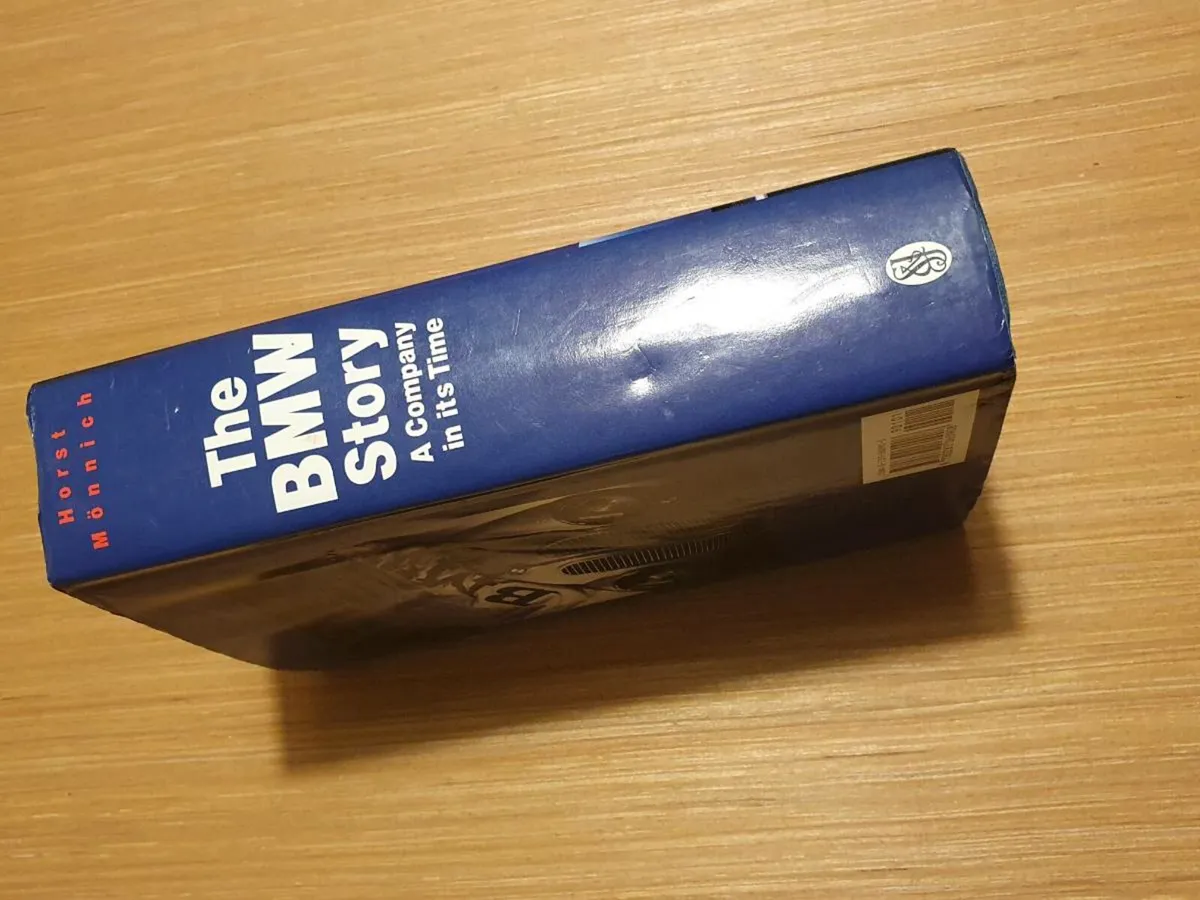 Horst
Mönnich
The
BMW
Story
A Company
in its Time